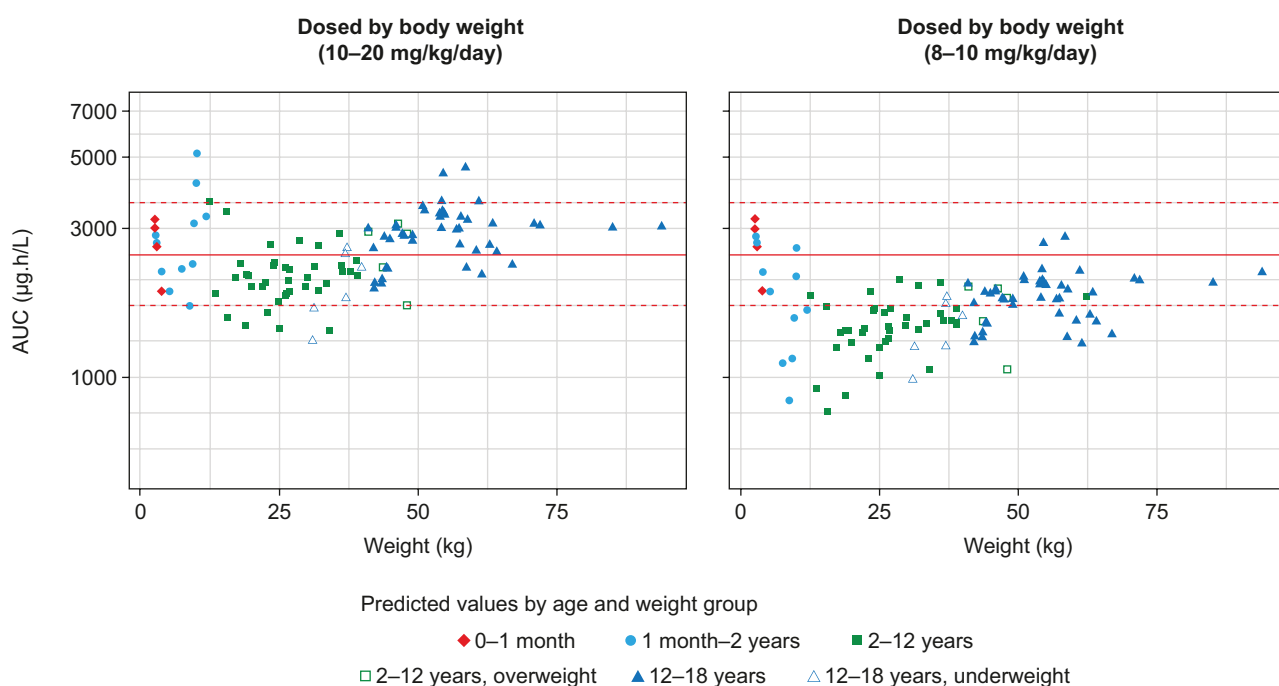 Dosed by body weight
(10–20 mg/kg/day)
Dosed by body weight
(8–10 mg/kg/day)
AUC (µg.h/L)
7000
5000
3000
1000
0 25 50 75
0 25 50 75
Weight (kg)
Weight (kg)
Predicted values by age and weight group
0–1 month 1 month–2 years 2–12 years
2–12 years, overweight 12–18 years 12–18 years, underweight